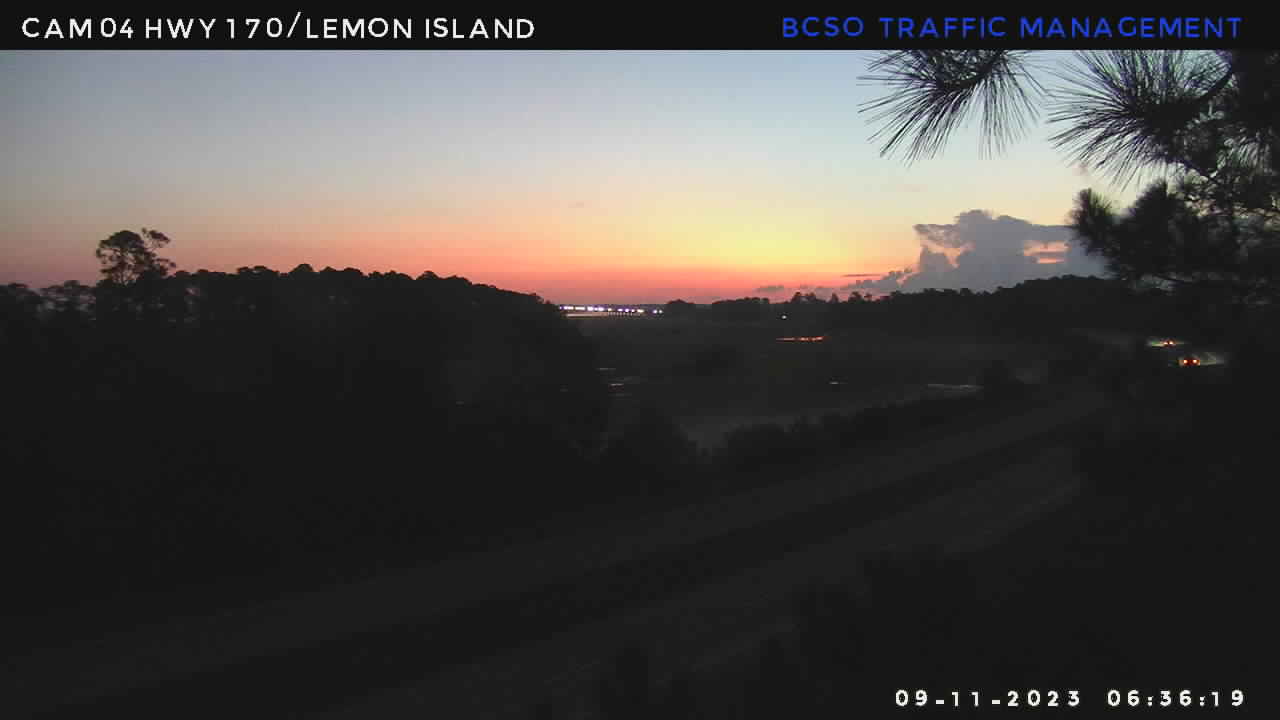 CAM04 HWY 170/LEMON ISLAND
BCSO TRAFFIC MANAGEMENT
09-11-2023 06:36:19